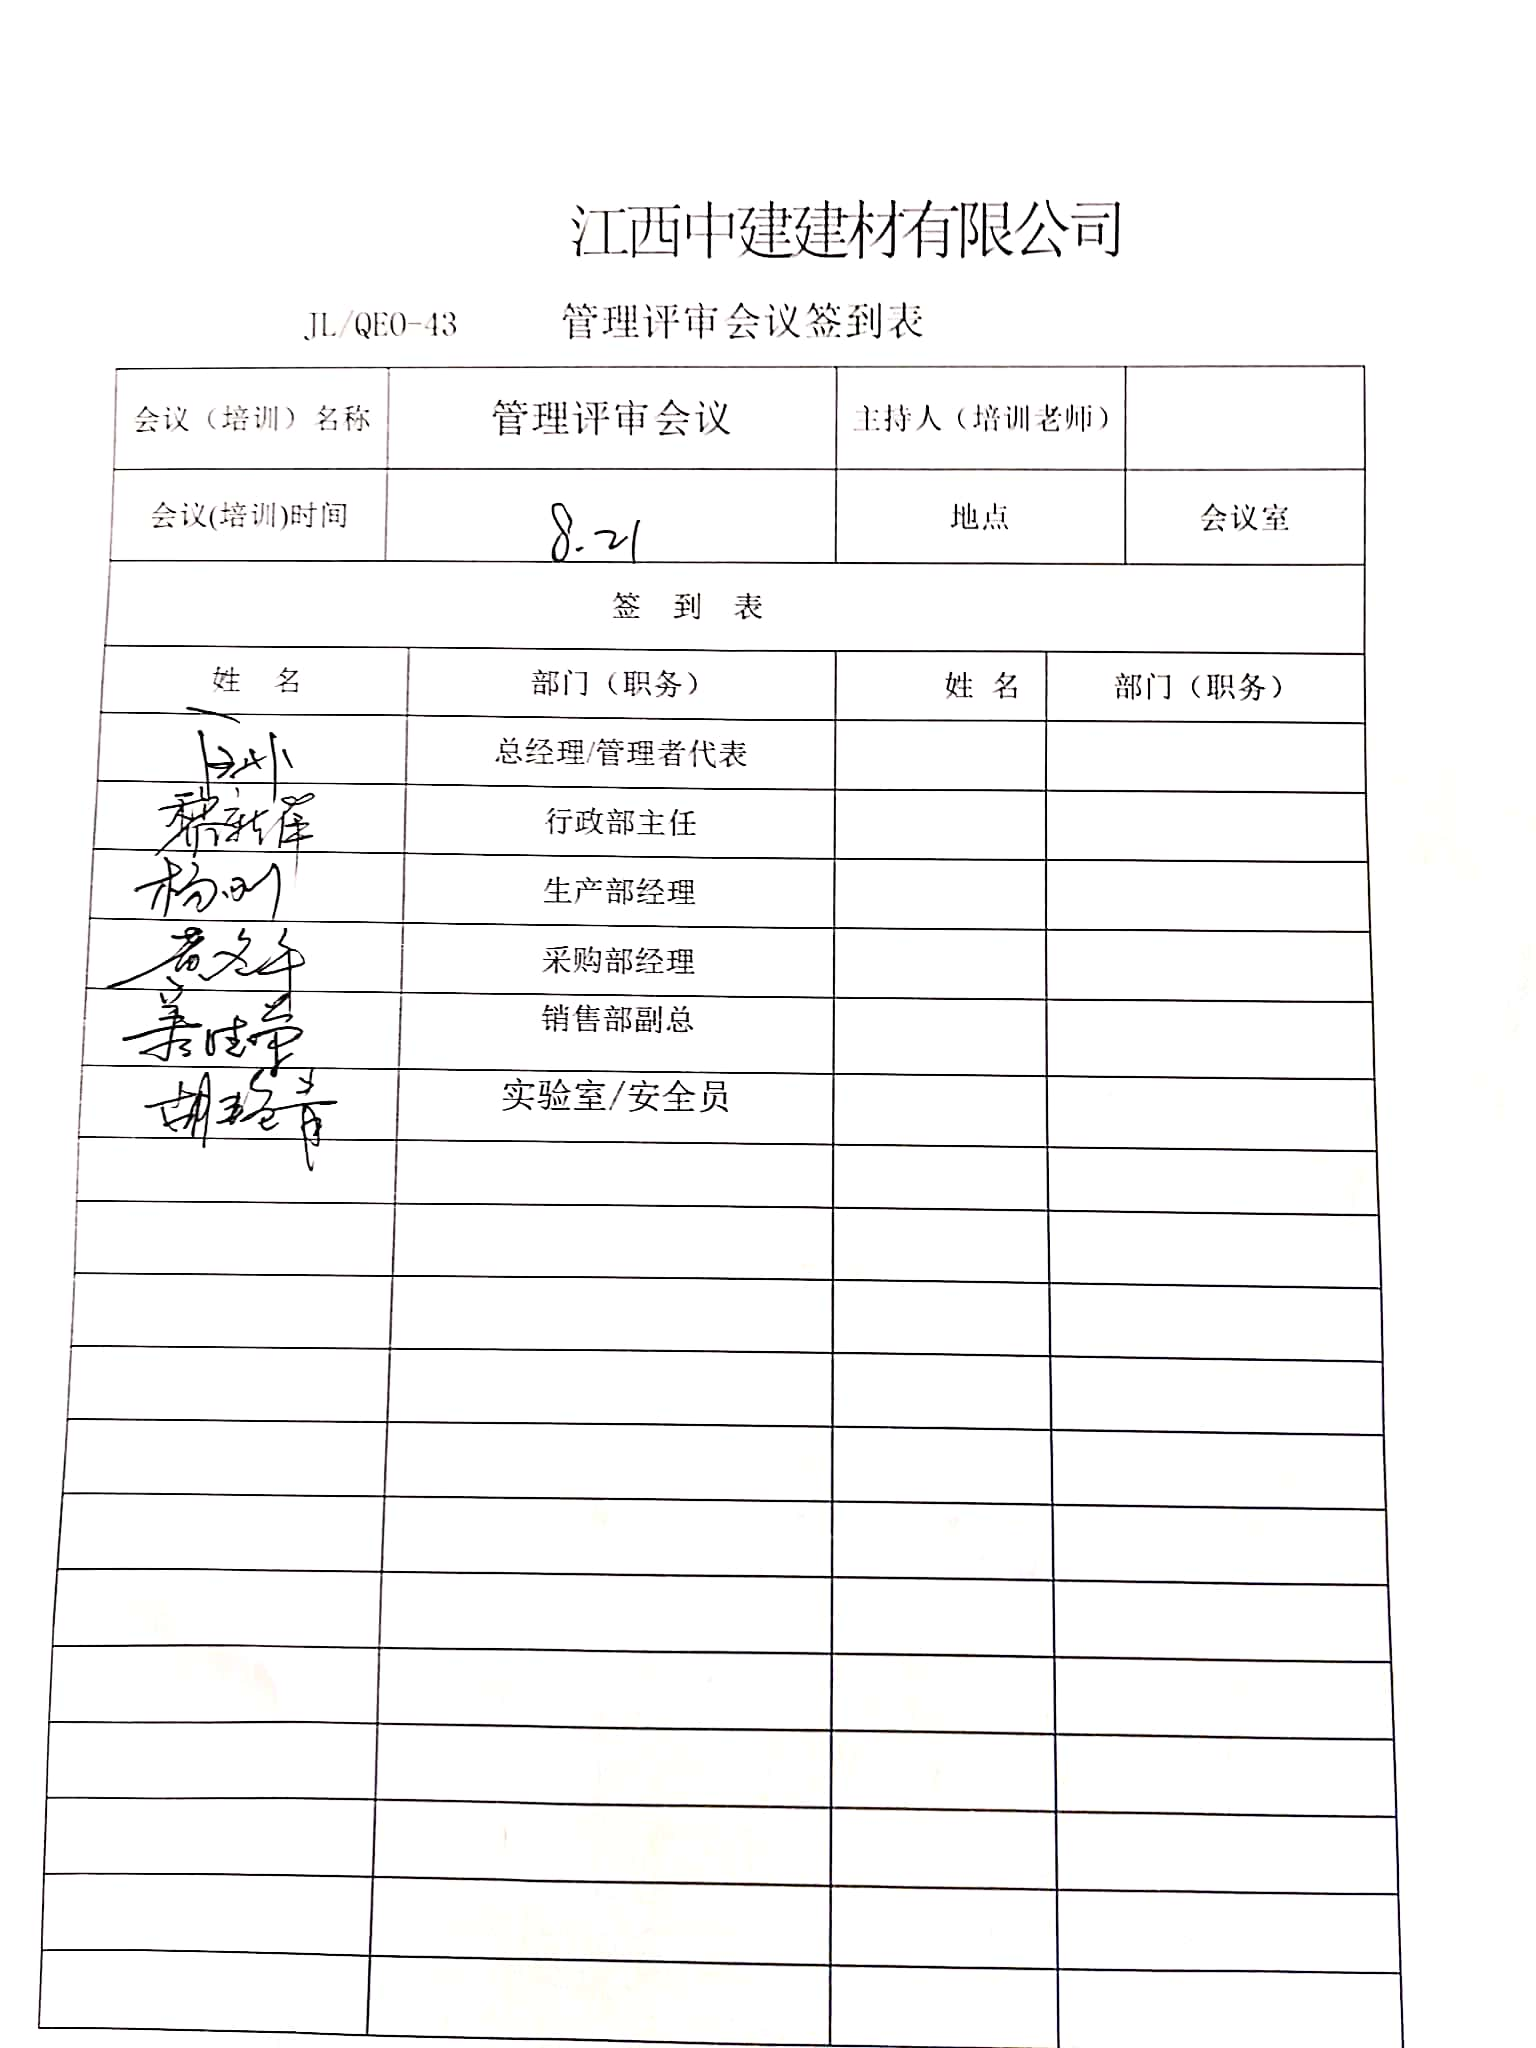 江西中建建材有限公司
JL/QEO-43 管理评审会议签到表
会议（培训）名称 管理评审会议 主持人（培训老师）
会议(培训)时间 8.21 地点 会议室
签 到 表
姓 名 部门（职务） 姓 名 部门（职务）
总经理/管理者代表
行政部主任
杨刚 生产部经理
采购部经理
销售部副总
实验室/安全员